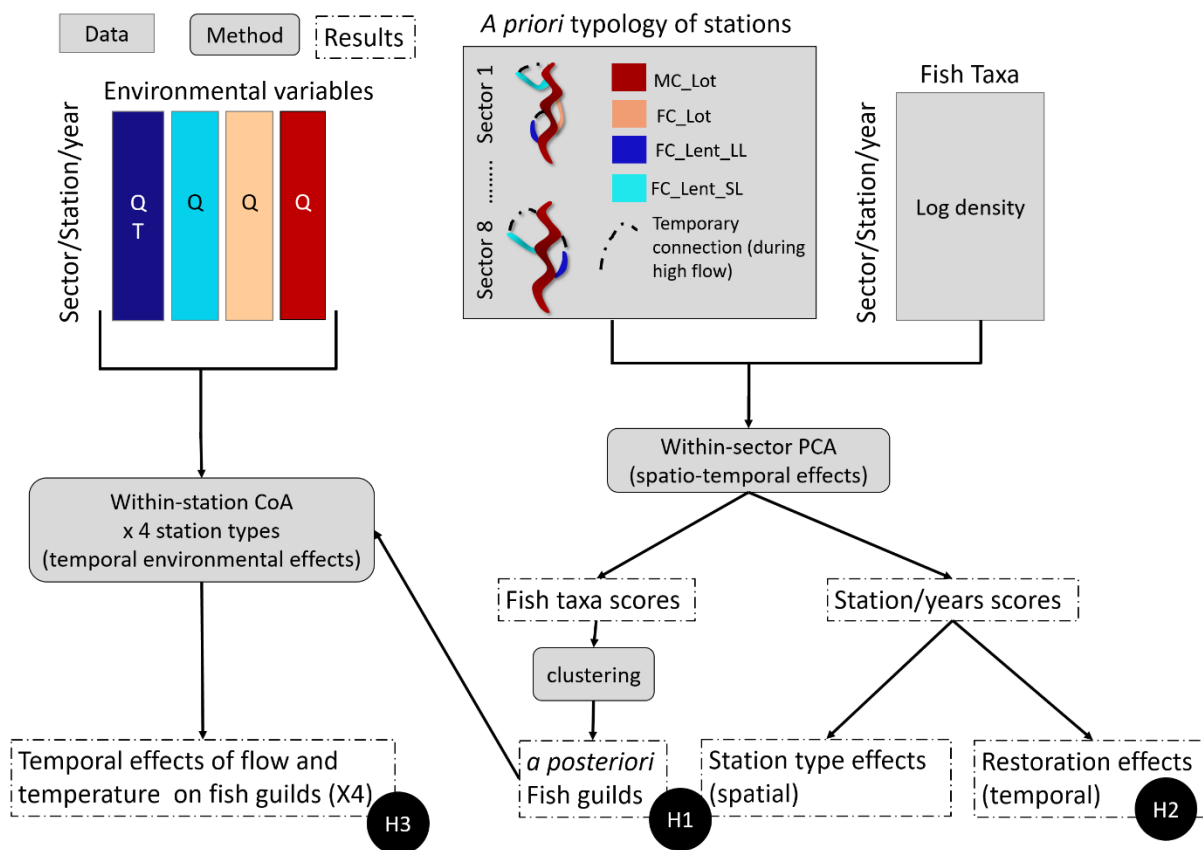 Data
Method
Results
A priori typology of stations
Environmental variables
Sector/Station/year
Q
T
Q
Q
Q
Sector 1
........
Sector 8
MC_Lot
FC_Lot
FC_Lent_LL
FC_Lent_SL
Temporary
connection (during
high flow)
Fish Taxa
Sector/Station/year
Log density
Within-sector PCA
(spatio-temporal effects)
Within-station CoA
x 4 station types
(temporal environmental effects)
Fish taxa scores
Station/years scores
clustering
Temporal effects of flow and
temperature on fish guilds (X4)
H3
a posteriori
Fish guilds
H1
Station type effects
(spatial)
Restoration effects
(temporal)
H2